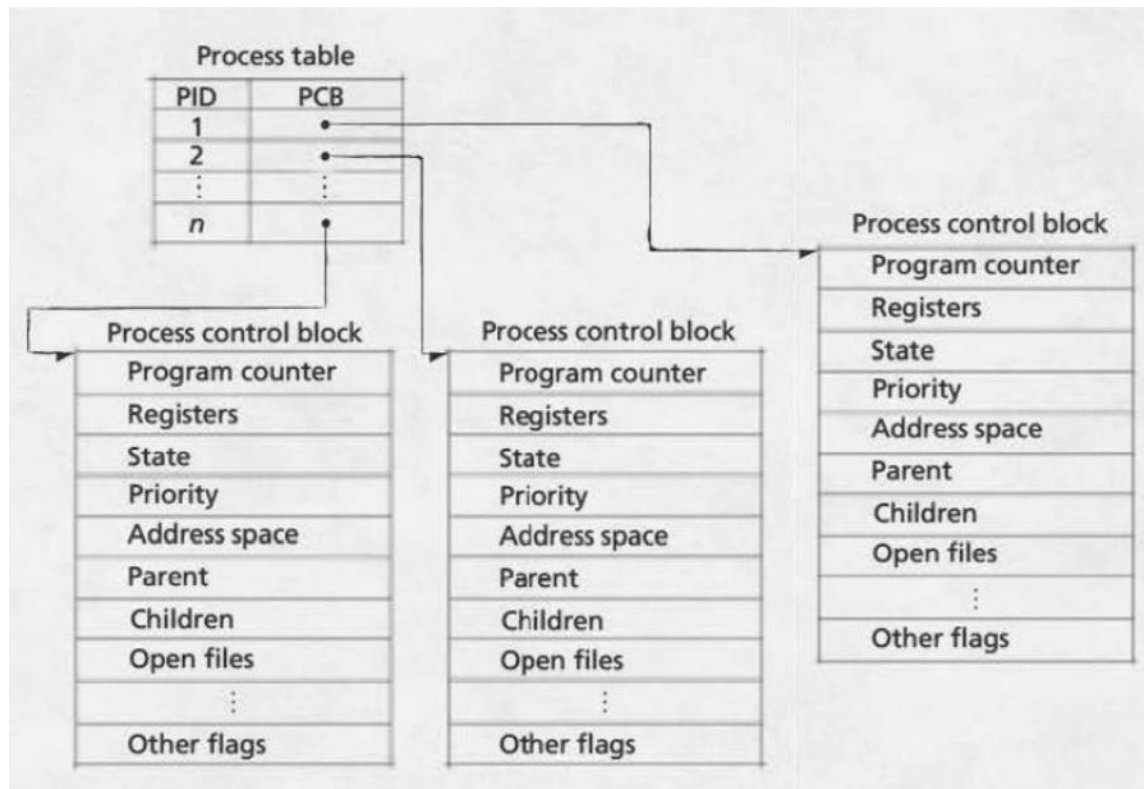 Process table
PID PCB
1
2
⋮ ⋮
n
Process control block
Program counter
Registers
State
Priority
Address space
Parent
Children
Open files
⋮
Other flags
Process control block
Program counter
Registers
State
Priority
Address space
Parent
Children
Open files
⋮
Other flags
Process control block
Program counter
Registers
State
Priority
Address space
Parent
Children
Open files
⋮
Other flags